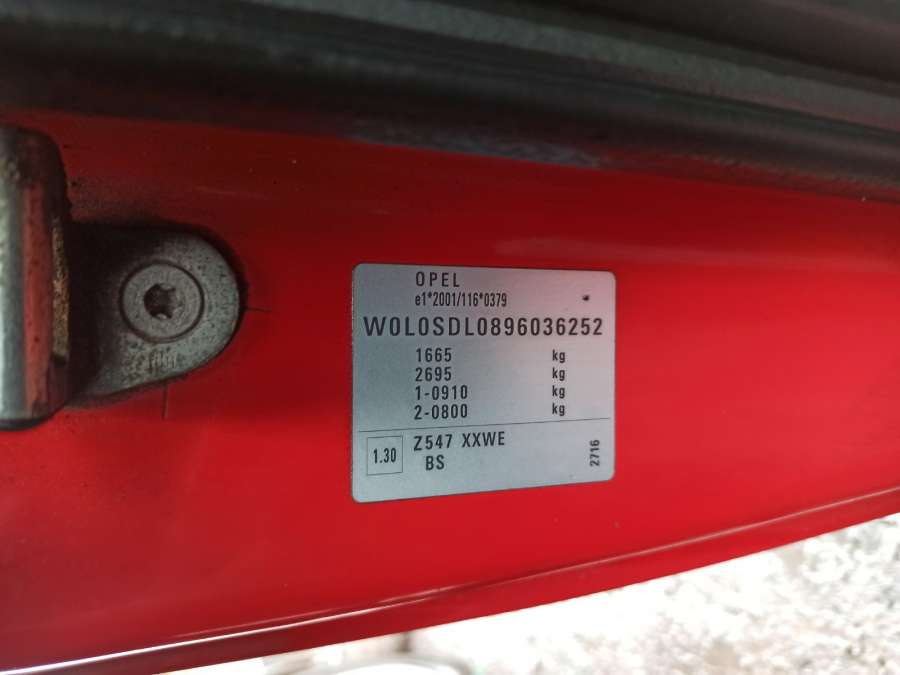 OPEL
e1*2001/116*0379
W0L0SDL0896036252
1665 kg
2695 kg
1-0910 kg
2-0800 kg
1.30 Z547 XXWE
BS
2716